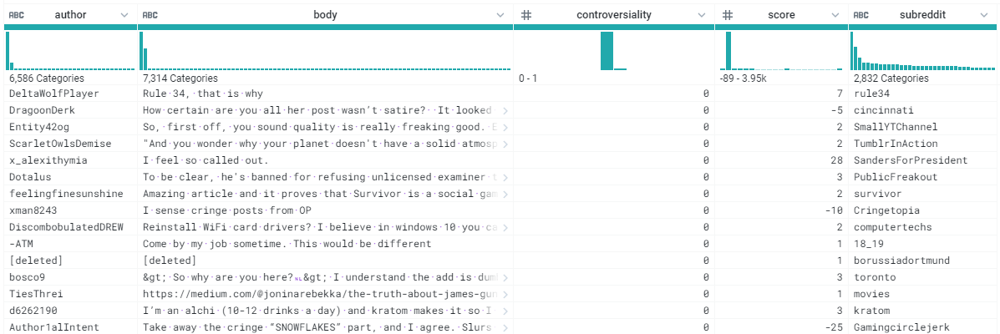 ABC author ABC body # controversiality # score ABC subreddit
6,586 Categories 7,314 Categories 0 - 1 -89 - 3.95k 2,832 Categories
DeltaWolfPlayer Rule·34,·that·is·why 0 7 rule34
DragoonDerk How·certain·are·you·all·her·post·wasn't·satire?··It·looked· 0 -5 cincinnati
Entity42og So,·first·off,·you·sound·quality·is·really·freaking·good.·E 0 2 SmallYTChannel
ScarletOwlsDemise "And·you·wonder·why·your·planet·doesn't·have·a·solid·atmosp 0 2 TumblrInAction
x_alexithymia I·feel·so·called·out. 0 28 SandersForPresident
Dotalus To·be·clear,·he's·banned·for·refusing·unlicensed·examiner·t 0 3 PublicFreakout
feelingfinesunshine Amazing·article·and·it·proves·that·Survivor·is·a·social·gam 0 2 survivor
xman8243 I·sense·cringe·posts·from·OP 0 -10 Cringetopia
DiscombobulatedDREW Reinstall·WiFi·card·drivers?·I·believe·in·windows·10·you·ca 0 2 computertechs
-ATM Come·by·my·job·sometime.·This·would·be·different 0 1 18_19
[deleted] [deleted] 0 1 borussiadortmund
bosco9 &gt;·So·why·are·you·here?NL&gt;·I·understand·the·add·is·dum 0 3 toronto
TiesThrei https://medium.com/@joninarebekka/the-truth-about-james-gun 0 1 movies
d6262190 I'm·an·alchi·(10-12·drinks·a·day)·and·kratom·makes·it·so·I· 0 3 kratom
Author1alIntent Take·away·the·cringe·“SNOWFLAKES”·part,·and·I·agree.·Slurs· 0 -25 Gamingcirclejerk